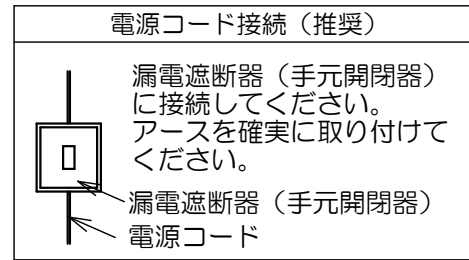 電源コード接続（推奨）
漏電遮断器（手元開閉器）
に接続してください。
アースを確実に取り付けて
ください。
漏電遮断器（手元開閉器）
電源コード